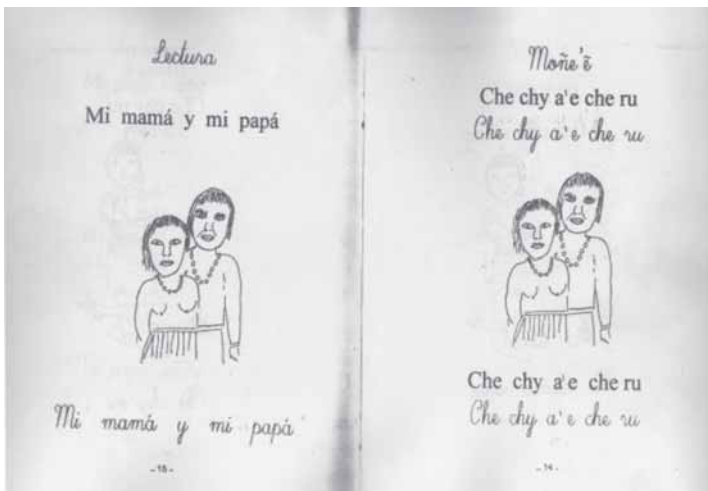 Lectura
Mi mamá y mi papá
Mi mamá y mi papá
-15-
Moñe'ẽ
Che chy a'e che ru
Che chy a'e che ru
Che chy a'e che ru
Che chy a'e che ru
-14-